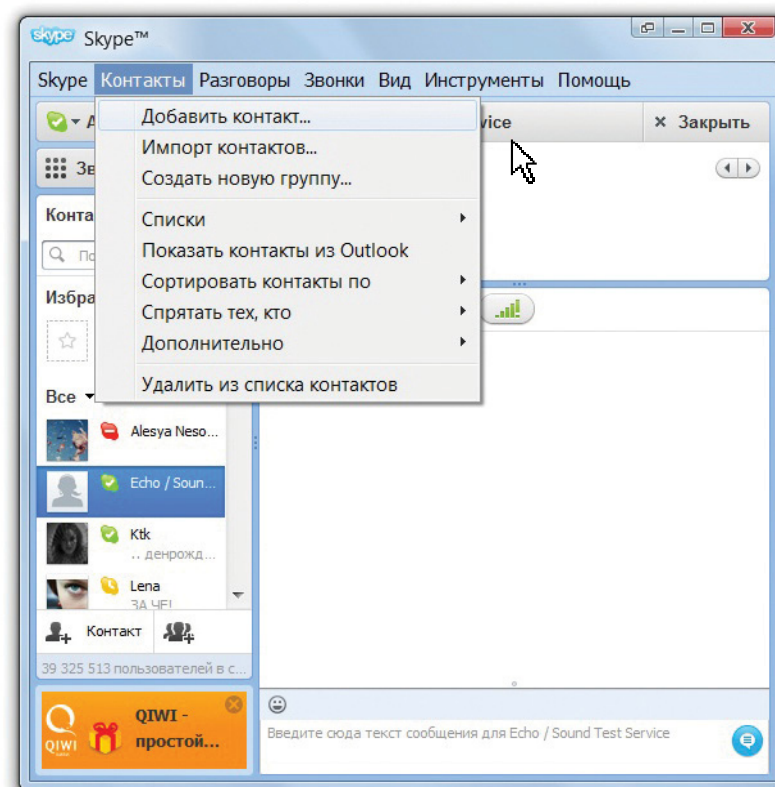 skype Skype™
Skype Контакты Разговоры Звонки Вид Инструменты Помощь
Добавить контакт...
× Закрыть
Импорт контактов...
Создать новую группу...
Списки
Показать контакты из Outlook
Сортировать контакты по
Спрятать тех, кто
Дополнительно
Удалить из списка контактов
Все
Alesya Neso...
Echo / Soun...
Ktk
.. денрожд...
Lena
ЗА ЧЕ!
Контакт
39 325 513 пользователей в с...
QIWI
QIWI -
простой...
Введите сюда текст сообщения для Echo / Sound Test Service